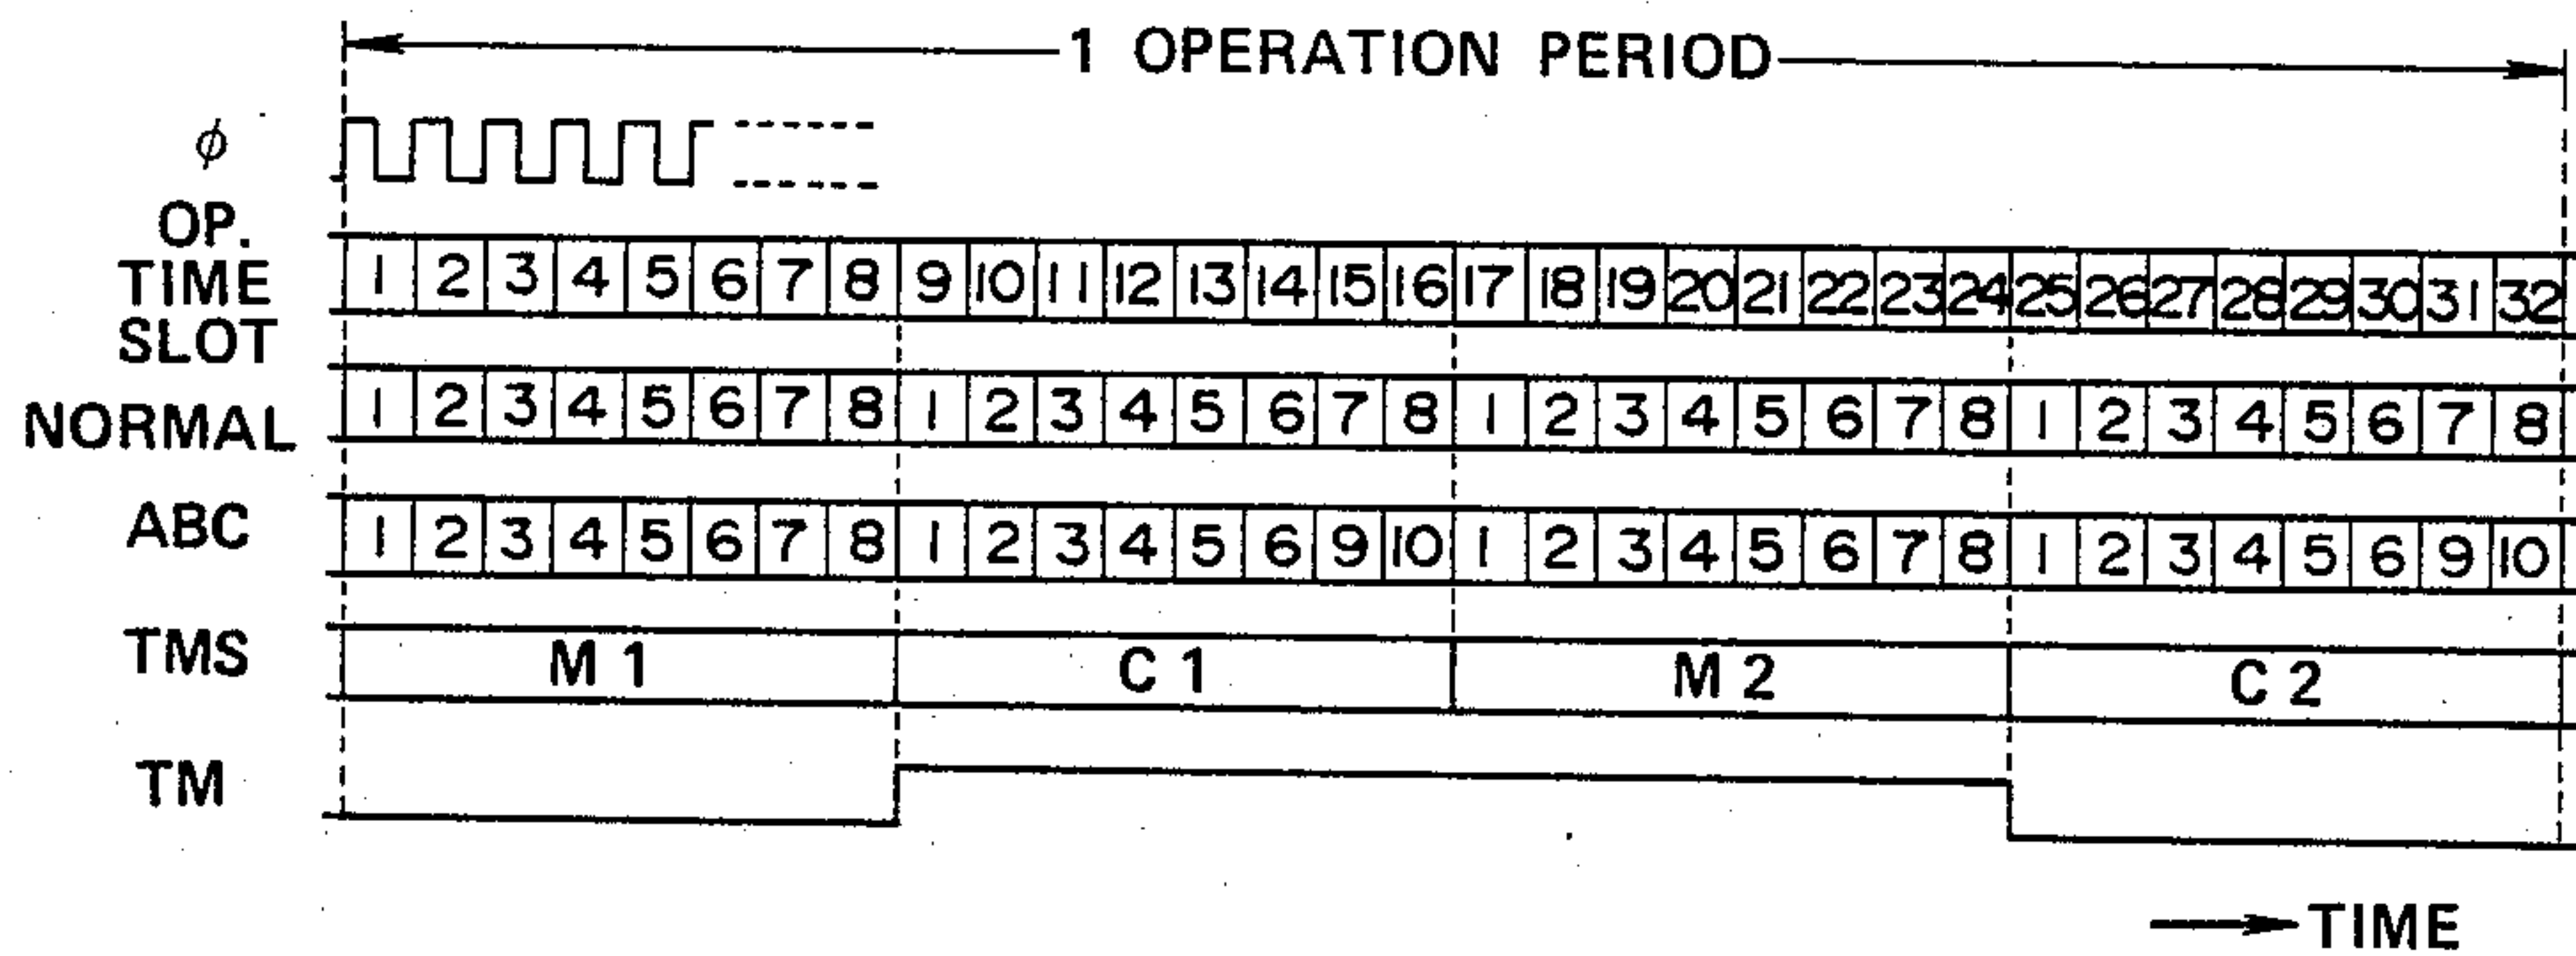 1 OPERATION PERIOD
φ
OP. TIME SLOT 1 2 3 4 5 6 7 8 9 10 11 12 13 14 15 16 17 18 19 20 21 22 23 24 25 26 27 28 29 30 31 32
NORMAL 1 2 3 4 5 6 7 8 1 2 3 4 5 6 7 8 1 2 3 4 5 6 7 8 1 2 3 4 5 6 7 8
ABC 1 2 3 4 5 6 7 8 1 2 3 4 5 6 9 10 1 2 3 4 5 6 7 8 1 2 3 4 5 6 9 10
TMS M1 C1 M2 C2
TM
TIME